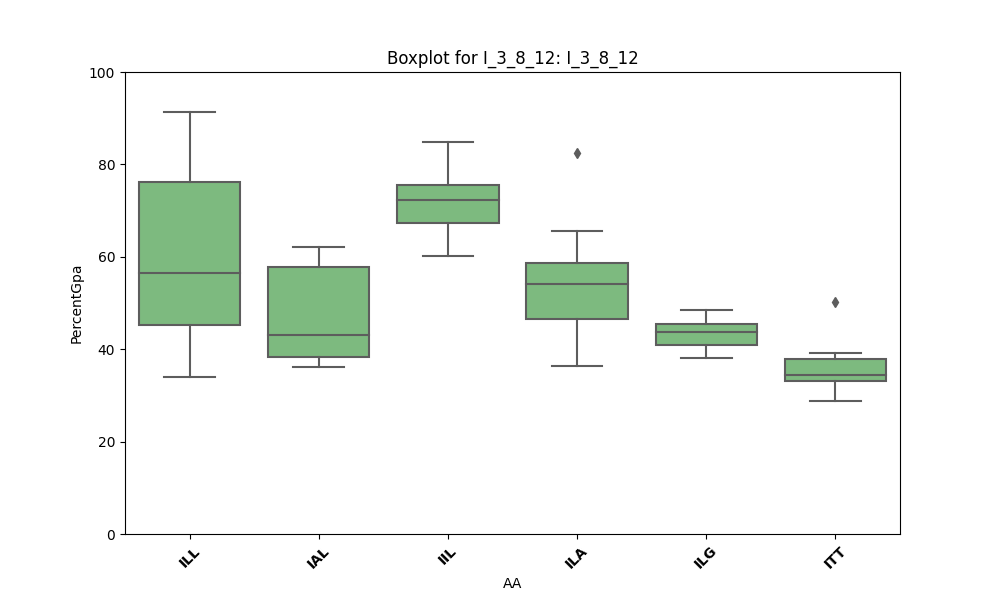 Boxplot for I_3_8_12: I_3_8_12
100
80
60
40
20
0
PercentGpa
ILL
IAL
IIL
ILA
ILG
ITT
AA